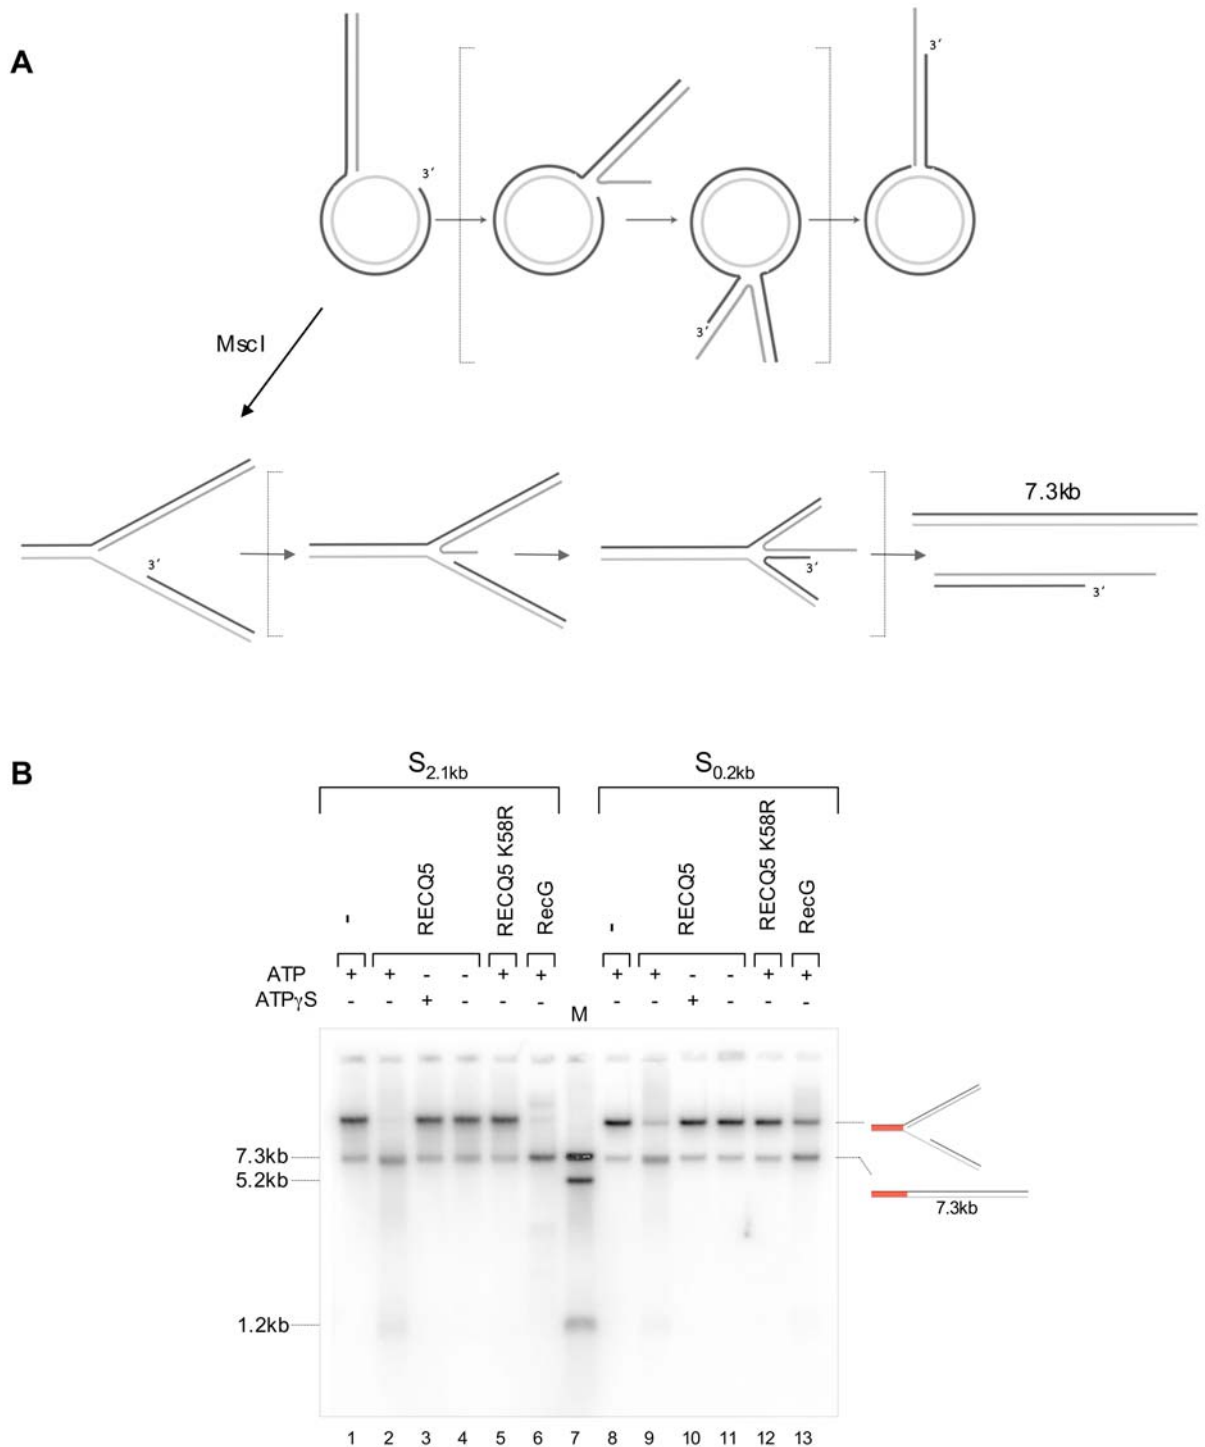 A
3′
3′
3′
MscI
3′
3′
7.3kb
3′
B
S2.1kb
S0.2kb
-
RECQ5
RECQ5 K58R
RecG
-
RECQ5
RECQ5 K58R
RecG
ATP + + - - + + + + - - + +
ATPγS - - + - - - - - + - - -
M
7.3kb
5.2kb
1.2kb
7.3kb
1 2 3 4 5 6 7 8 9 10 11 12 13